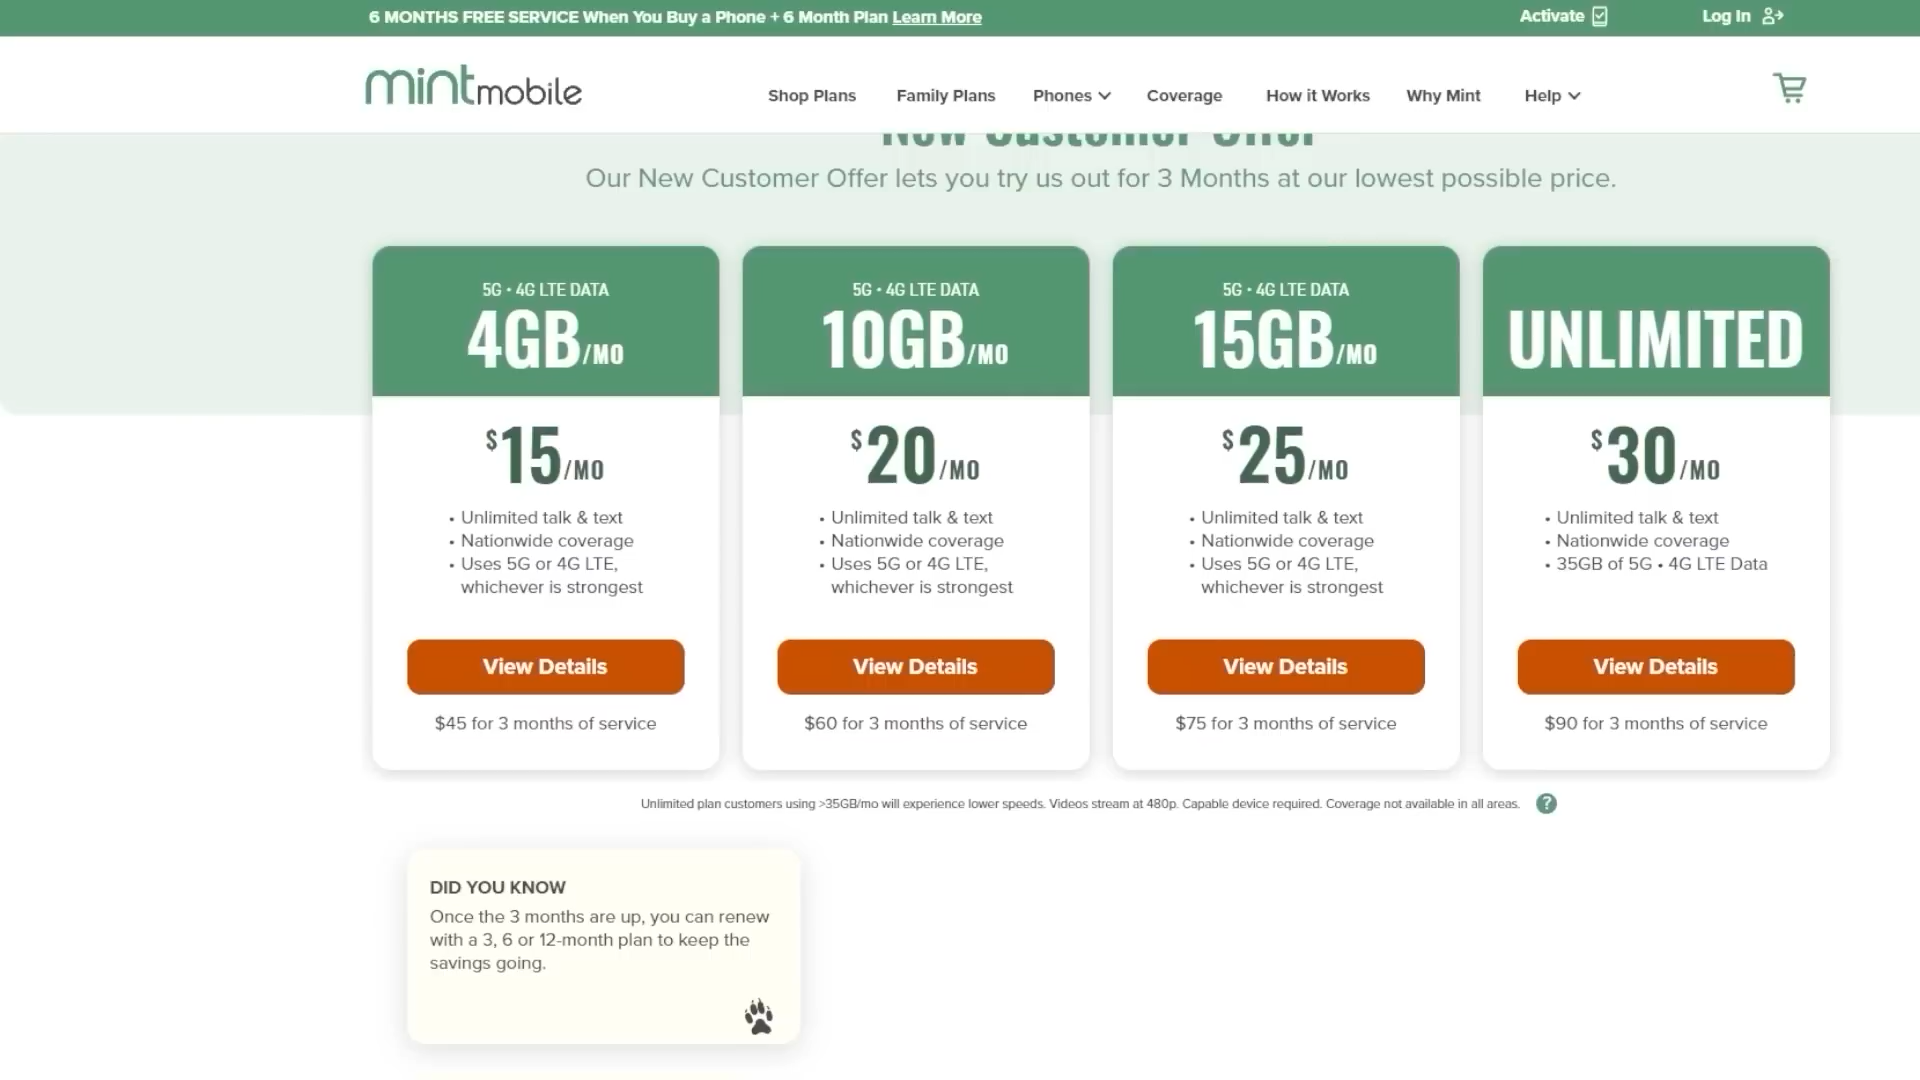 6 MONTHS FREE SERVICE When You Buy a Phone + 6 Month Plan Learn More
Activate
Log In
mintmobile
Shop Plans
Family Plans
Phones
Coverage
How it Works
Why Mint
Help
New Customer Offer
Our New Customer Offer lets you try us out for 3 Months at our lowest possible price.
5G • 4G LTE DATA
4GB/MO
$15/MO
• Unlimited talk & text
• Nationwide coverage
• Uses 5G or 4G LTE,
whichever is strongest
View Details
$45 for 3 months of service
5G • 4G LTE DATA
10GB/MO
$20/MO
• Unlimited talk & text
• Nationwide coverage
• Uses 5G or 4G LTE,
whichever is strongest
View Details
$60 for 3 months of service
5G • 4G LTE DATA
15GB/MO
$25/MO
• Unlimited talk & text
• Nationwide coverage
• Uses 5G or 4G LTE,
whichever is strongest
View Details
$75 for 3 months of service
UNLIMITED
$30/MO
• Unlimited talk & text
• Nationwide coverage
• 35GB of 5G • 4G LTE Data
View Details
$90 for 3 months of service
Unlimited plan customers using >35GB/mo will experience lower speeds. Videos stream at 480p. Capable device required. Coverage not available in all areas. ?
DID YOU KNOW
Once the 3 months are up, you can renew
with a 3, 6 or 12-month plan to keep the
savings going.